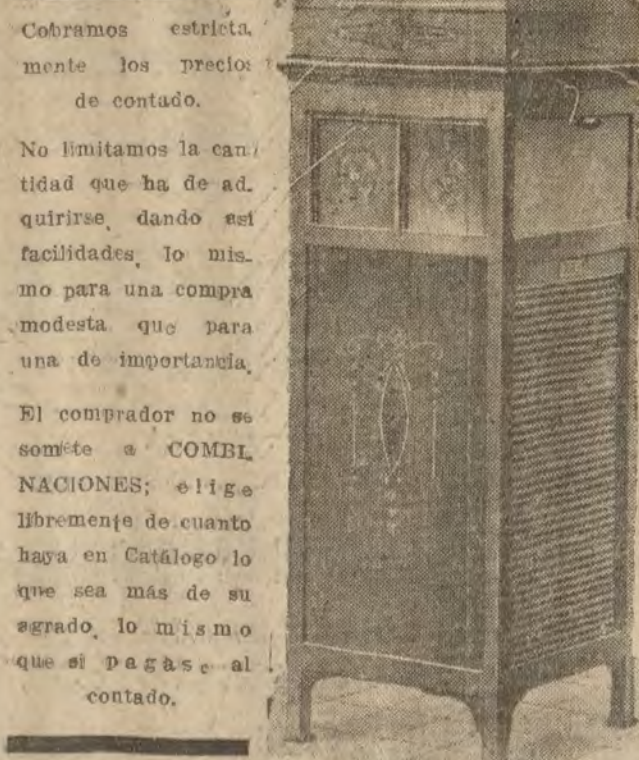 Cobramos estricta.
mente los precios
de contado.
No limitamos la can
tidad que ha de ad.
quirirse, dando así
facilidades, lo mis-
mo para una compra
modesta que para
una de importancia.
El comprador no se
somete a COMBI.
NACIONES; elige
libremente de cuanto
haya en Catálogo lo
que sea más de su
agrado, lo mismo
que si pagase al
contado.